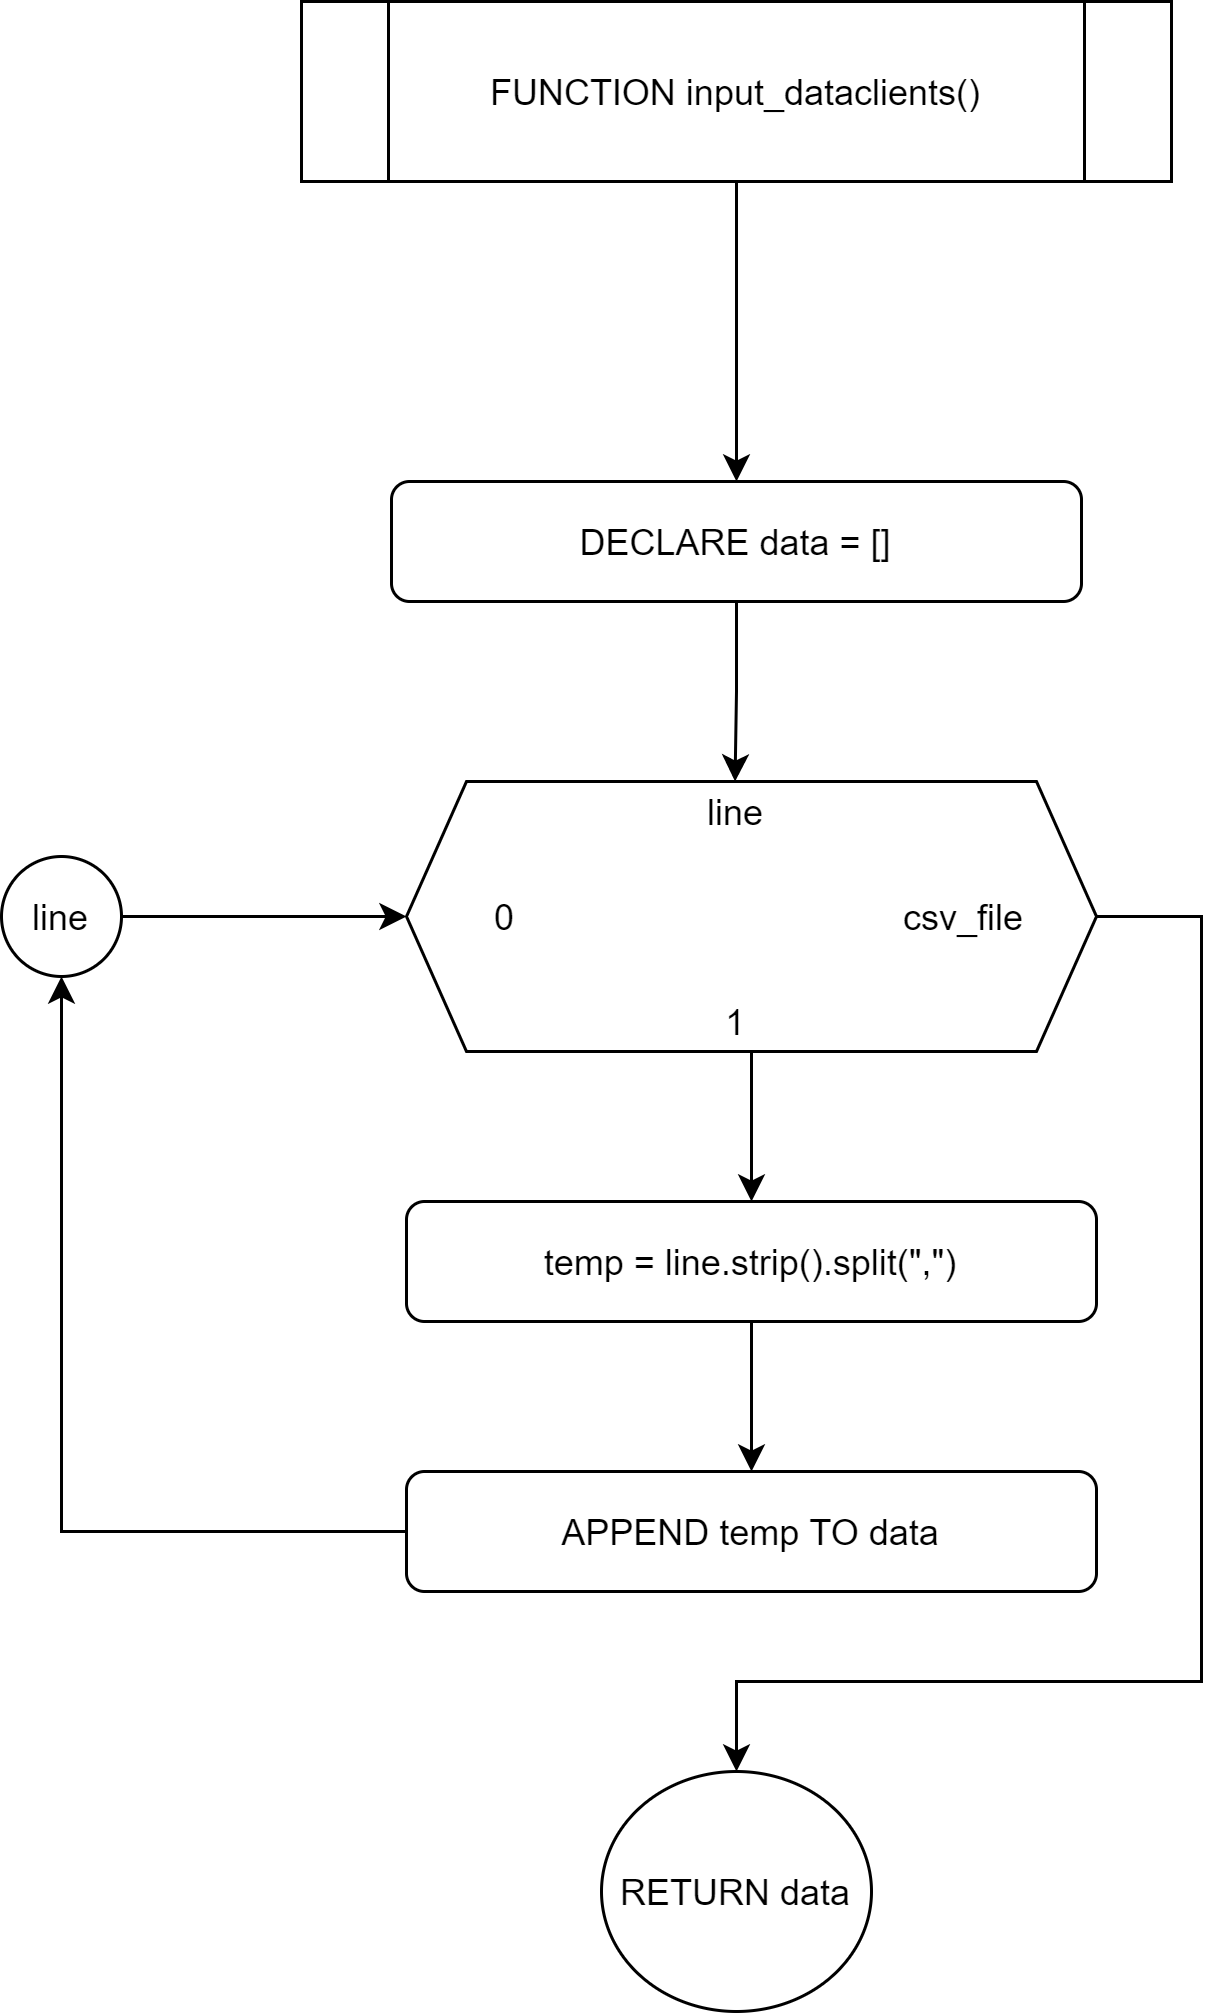 FUNCTION input_dataclients()
DECLARE data = []
line
line
0
csv_file
1
temp = line.strip().split(",")
APPEND temp TO data
RETURN data